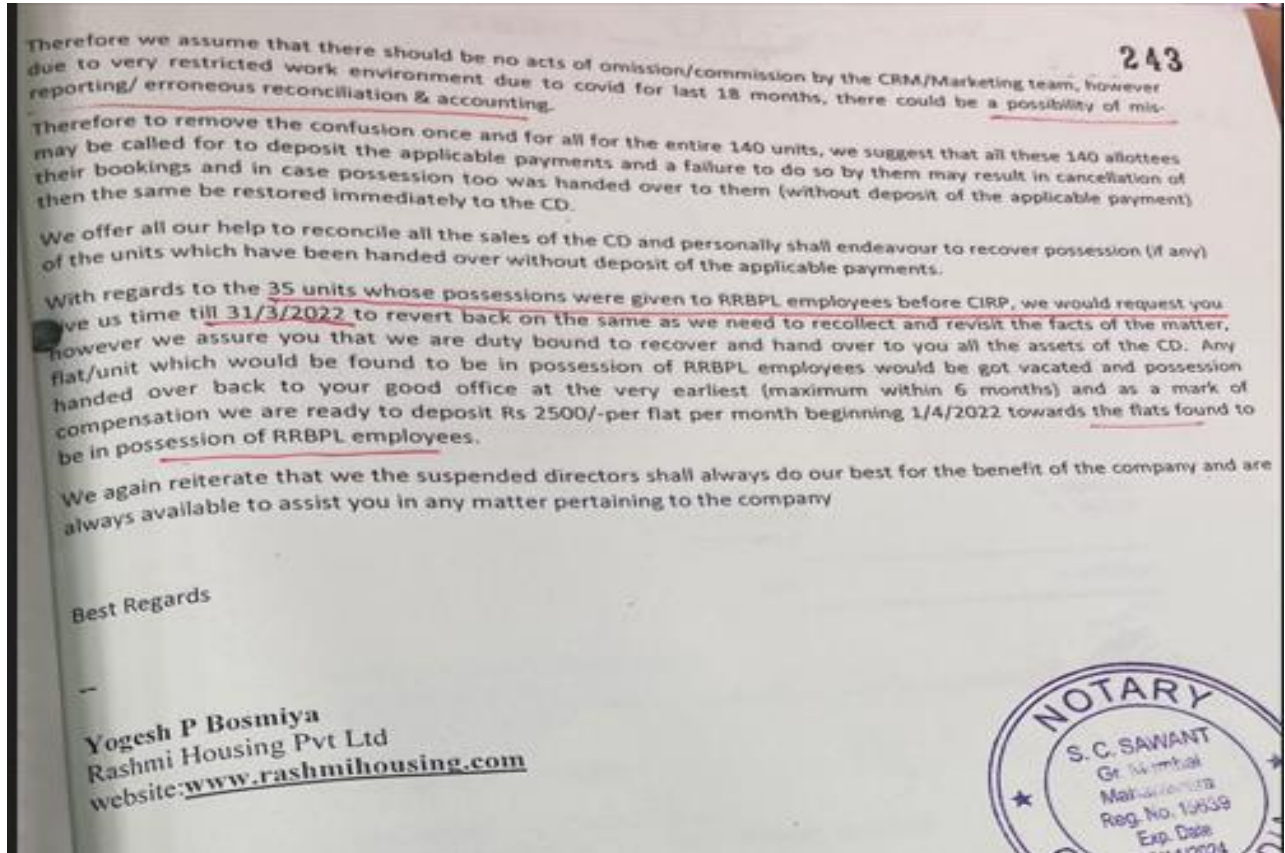 243
Therefore we assume that there should be no acts of omission/commission by the CRM/Marketing team, however
due to very restricted work environment due to covid for last 18 months, there could be a possibility of mis-
reporting/ erroneous reconciliation & accounting.
Therefore to remove the confusion once and for all for the entire 140 units, we suggest that all these 140 allottees
may be called for to deposit the applicable payments and a failure to do so by them may result in cancellation of
their bookings and in case possession too was handed over to them (without deposit of the applicable payment)
then the same be restored immediately to the CD.
We offer all our help to reconcile all the sales of the CD and personally shall endeavour to recover possession (if any)
of the units which have been handed over without deposit of the applicable payments.
With regards to the 35 units whose possessions were given to RRBPL employees before CIRP, we would request you
ive us time till 31/3/2022 to revert back on the same as we need to recollect and revisit the facts of the matter,
however we assure you that we are duty bound to recover and hand over to you all the assets of the CD. Any
flat/unit which would be found to be in possession of RRBPL employees would be got vacated and possession
handed over back to your good office at the very earliest (maximum within 6 months) and as a mark of
compensation we are ready to deposit Rs 2500/-per flat per month beginning 1/4/2022 towards the flats found to
be in possession of RRBPL employees.
We again reiterate that we the suspended directors shall always do our best for the benefit of the company and are
always available to assist you in any matter pertaining to the company
Best Regards
--
Yogesh P Bosmiya
Rashmi Housing Pvt Ltd
website:www.rashmihousing.com
NOTARY
S. C. SAWANT
Gr.
Reg. No. 15639
Exp. Date